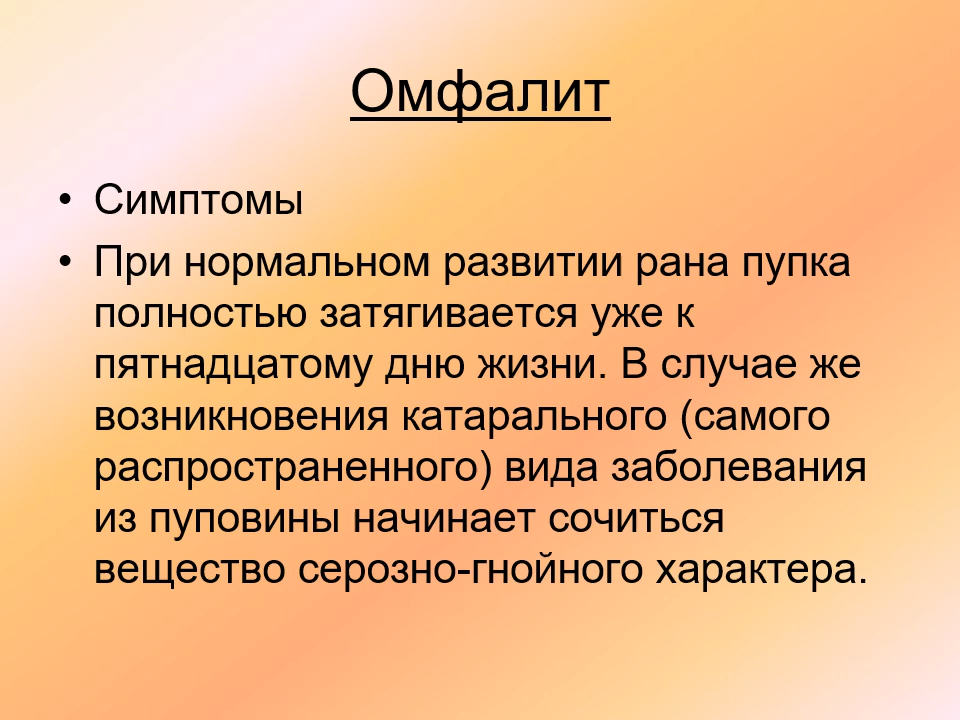 Омфалит
• Симптомы
• При нормальном развитии рана пупка
полностью затягивается уже к
пятнадцатому дню жизни. В случае же
возникновения катарального (самого
распространенного) вида заболевания
из пуповины начинает сочиться
вещество серозно-гнойного характера.